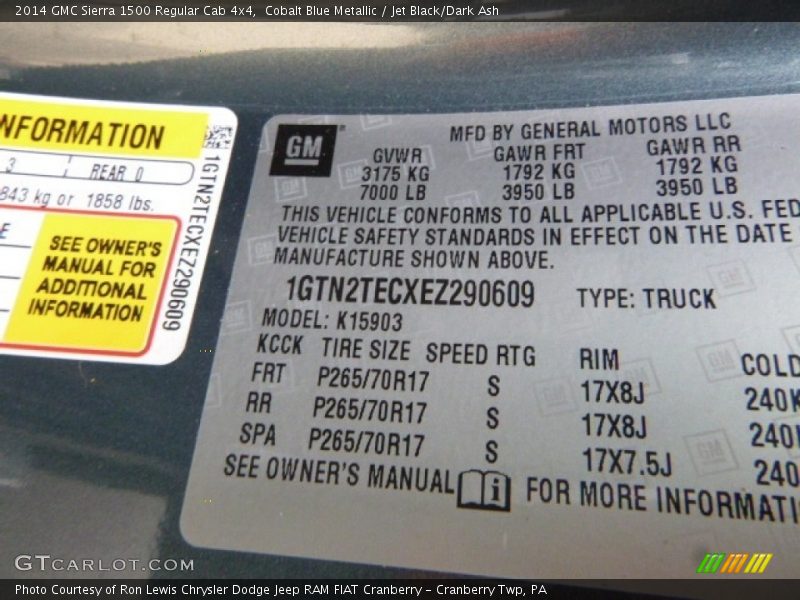 2014 GMC Sierra 1500 Regular Cab 4x4, Cobalt Blue Metallic / Jet Black/Dark Ash
NFORMATION
3 REAR 0
843 kg or 1858 lbs.
E
SEE OWNER'S
MANUAL FOR
ADDITIONAL
INFORMATION
1GTN2TECXEZ290609
GM
MFD BY GENERAL MOTORS LLC
GVWR GAWR FRT GAWR RR
3175 KG 1792 KG 1792 KG
7000 LB 3950 LB 3950 LB
THIS VEHICLE CONFORMS TO ALL APPLICABLE U.S. FED
VEHICLE SAFETY STANDARDS IN EFFECT ON THE DATE
MANUFACTURE SHOWN ABOVE.
1GTN2TECXEZ290609 TYPE: TRUCK
MODEL: K15903
KCCK TIRE SIZE SPEED RTG RIM COLD
FRT P265/70R17 S 17X8J 240K
RR P265/70R17 S 17X8J 240
SPA P265/70R17 S 17X7.5J 240
SEE OWNER'S MANUAL i FOR MORE INFORMATI
GTCARLOT.COM
Photo Courtesy of Ron Lewis Chrysler Dodge Jeep RAM FIAT Cranberry – Cranberry Twp, PA